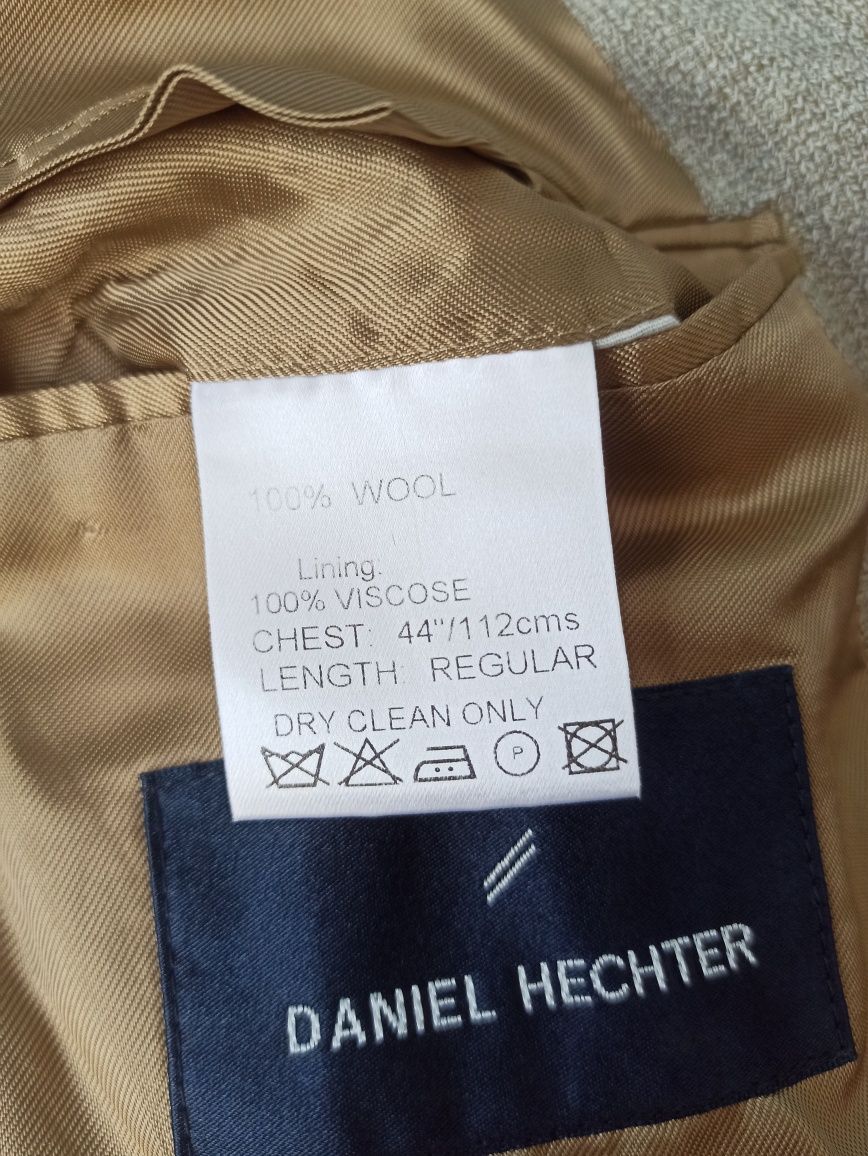 100% WOOL
Lining:
100% VISCOSE
CHEST: 44"/112cms
LENGTH: REGULAR
DRY CLEAN ONLY
P
DANIEL HECHTER